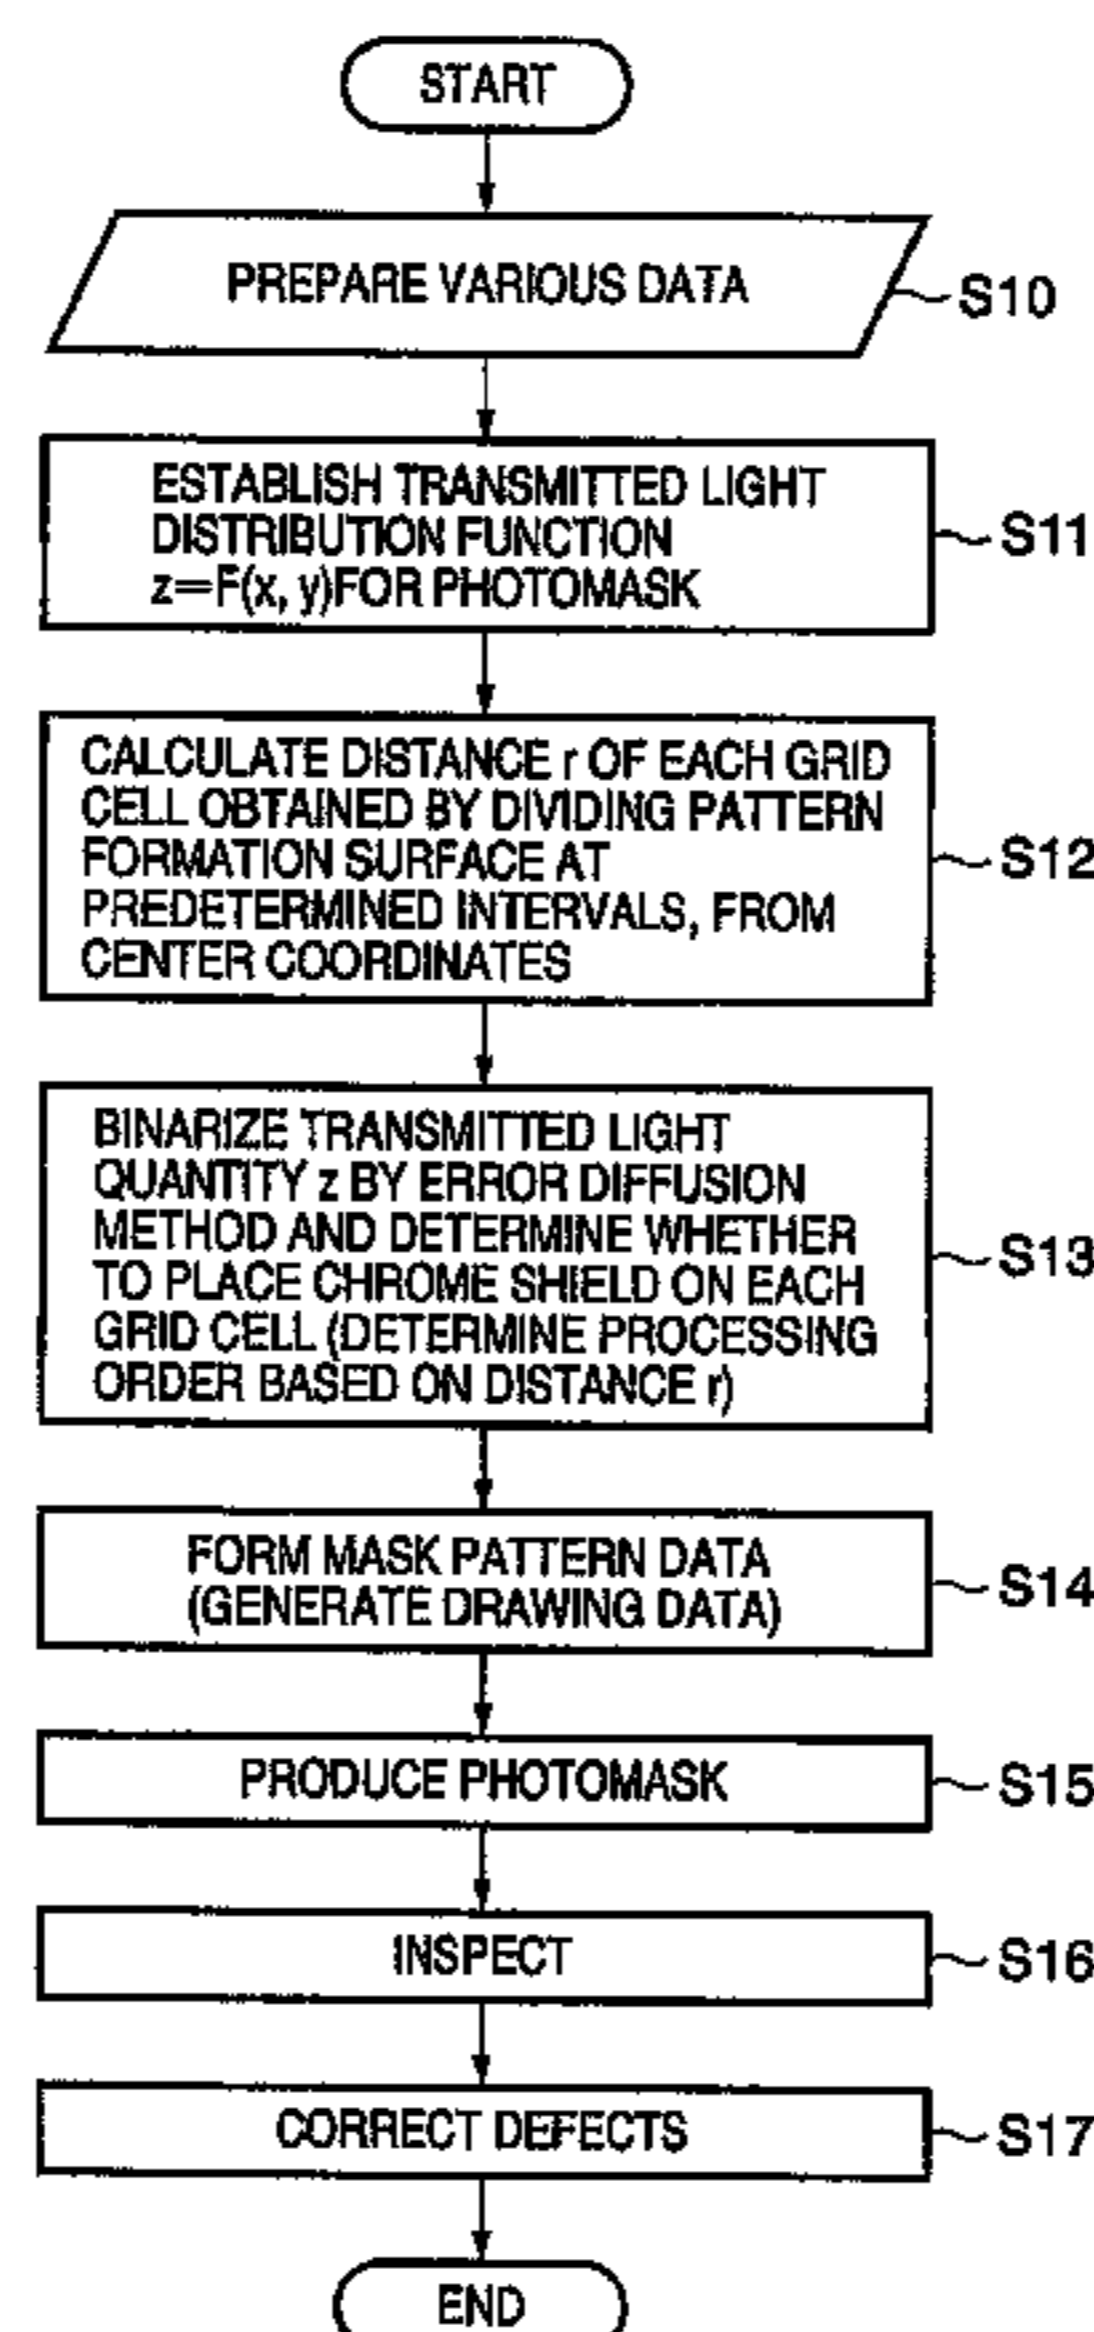 START
PREPARE VARIOUS DATA
S10
ESTABLISH TRANSMITTED LIGHT
DISTRIBUTION FUNCTION
z=F(x, y)FOR PHOTOMASK
S11
CALCULATE DISTANCE r OF EACH GRID
CELL OBTAINED BY DIVIDING PATTERN
FORMATION SURFACE AT
PREDETERMINED INTERVALS, FROM
CENTER COORDINATES
S12
BINARIZE TRANSMITTED LIGHT
QUANTITY z BY ERROR DIFFUSION
METHOD AND DETERMINE WHETHER
TO PLACE CHROME SHIELD ON EACH
GRID CELL (DETERMINE PROCESSING
ORDER BASED ON DISTANCE r)
S13
FORM MASK PATTERN DATA
(GENERATE DRAWING DATA)
S14
PRODUCE PHOTOMASK
S15
INSPECT
S16
CORRECT DEFECTS
S17
END